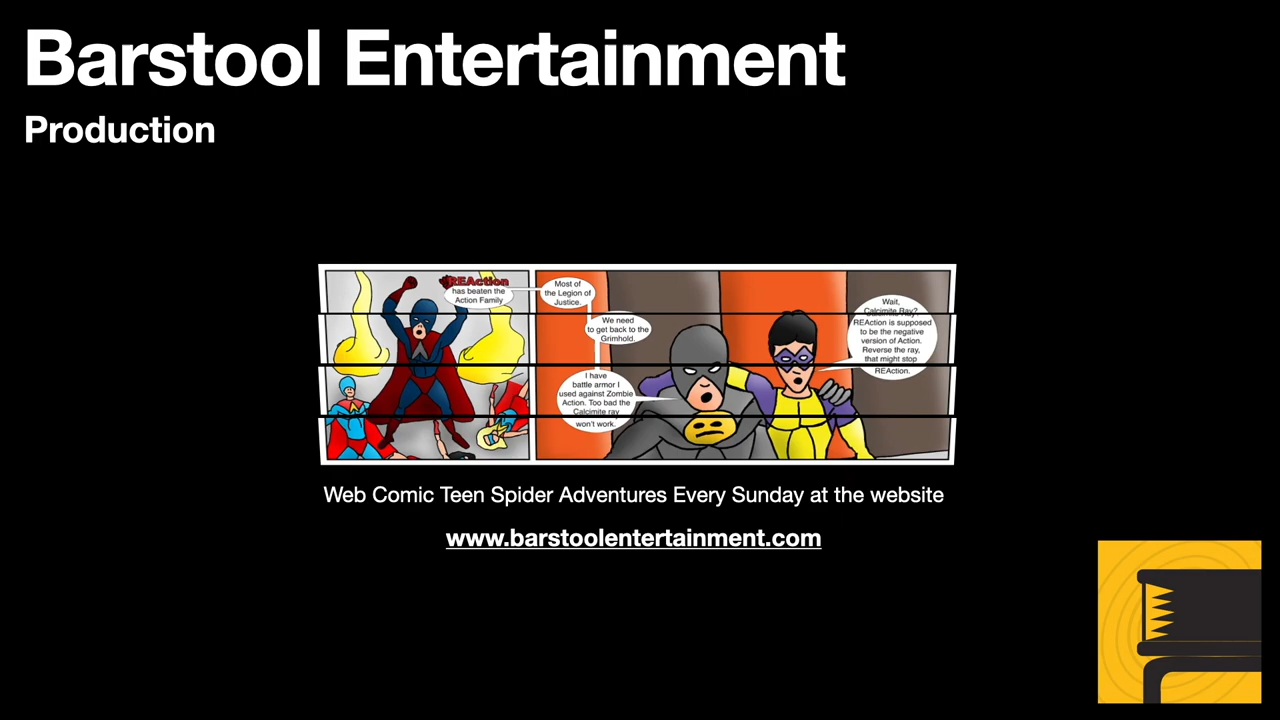 Barstool Entertainment
Production
REAction
has beaten the
Action Family
Most of
the Legion of
Justice.
We need
to get back to the
Grimhold.
I have
battle armor I
used against Zombie
Action. Too bad the
Calcimite ray
won't work.
Wait,
Calcimite Ray?
REAction is supposed
to be the negative
version of Action.
Reverse the ray,
that might stop
REAction.
Web Comic Teen Spider Adventures Every Sunday at the website
www.barstoolentertainment.com